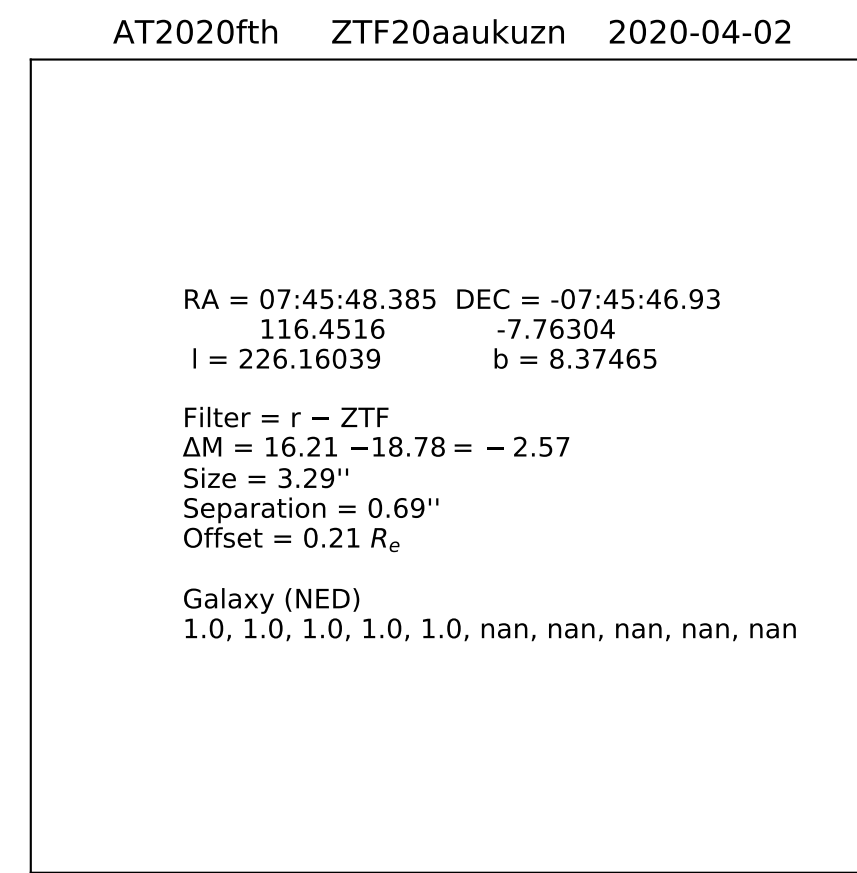 AT2020fth ZTF20aaukuzn 2020-04-02
RA = 07:45:48.385 DEC = -07:45:46.93
116.4516 -7.76304
l = 226.16039 b = 8.37465
Filter = r − ZTF
ΔM = 16.21 −18.78 = − 2.57
Size = 3.29''
Separation = 0.69''
Offset = 0.21 Re
Galaxy (NED)
1.0, 1.0, 1.0, 1.0, 1.0, nan, nan, nan, nan, nan